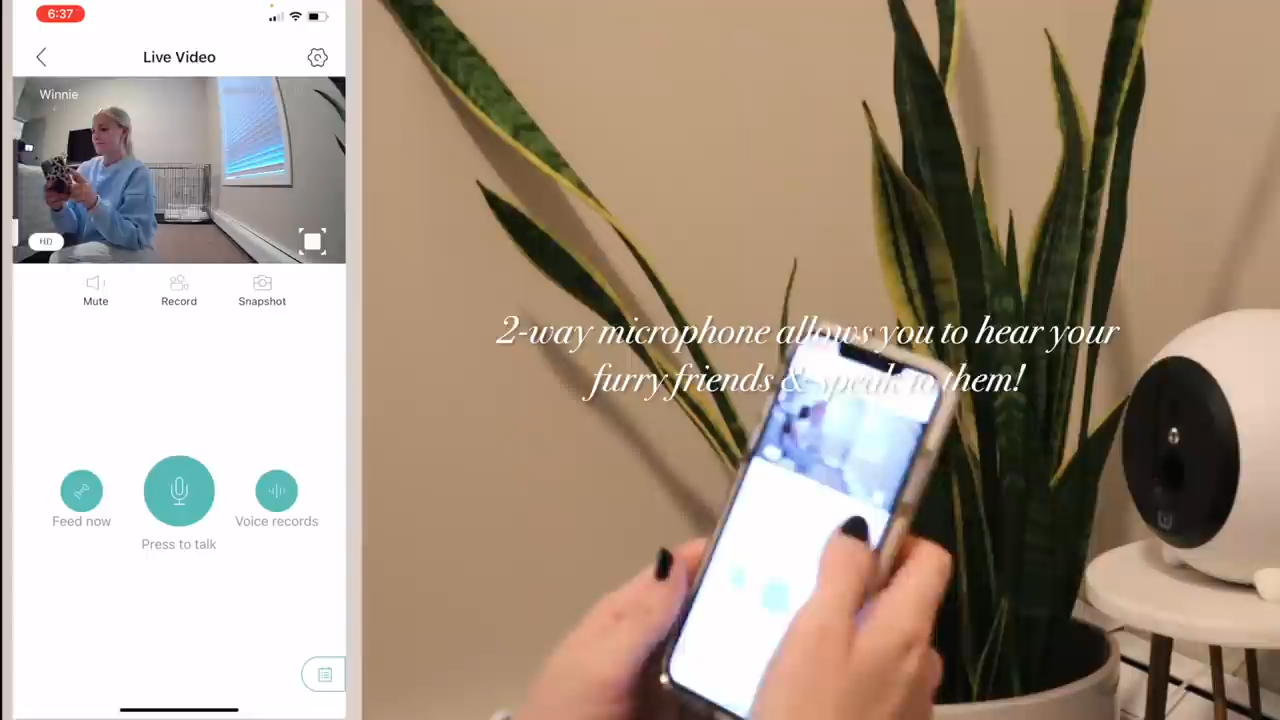 6:37
Live Video
Winnie
HD
Mute Record Snapshot
2-way microphone allows you to hear your
furry friends & speak to them!
Feed now Press to talk Voice records